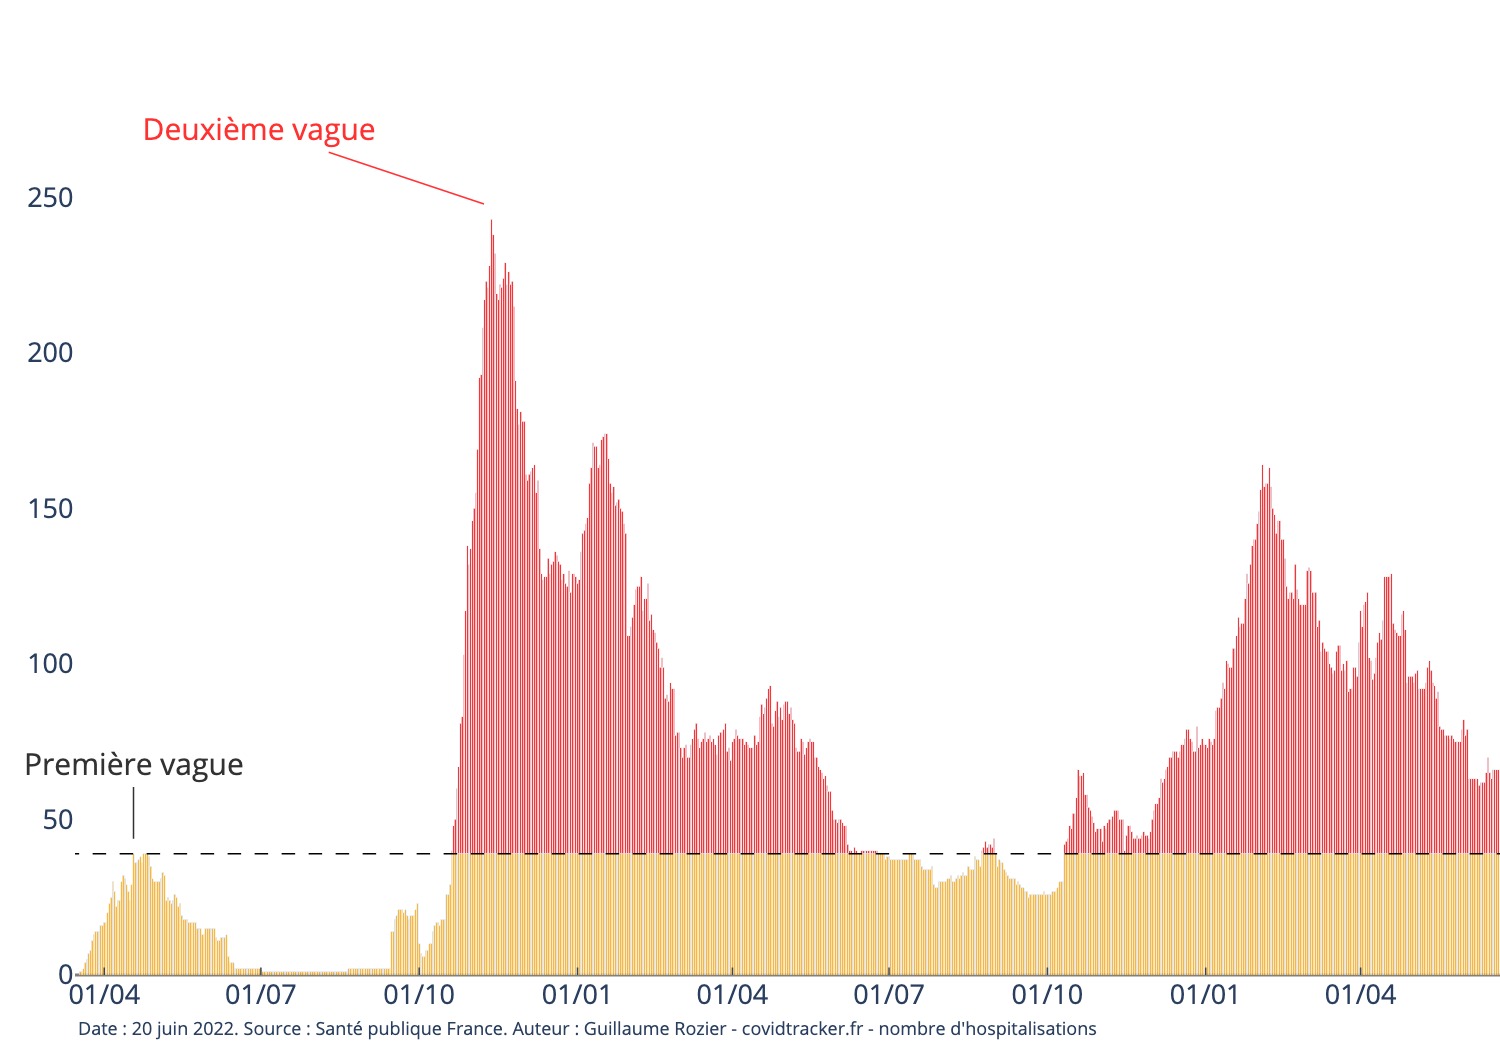 Deuxième vague
250
200
150
100
Première vague
50
0
01/04 01/07 01/10 01/01 01/04 01/07 01/10 01/01 01/04
Date : 20 juin 2022. Source : Santé publique France. Auteur : Guillaume Rozier - covidtracker.fr - nombre d'hospitalisations